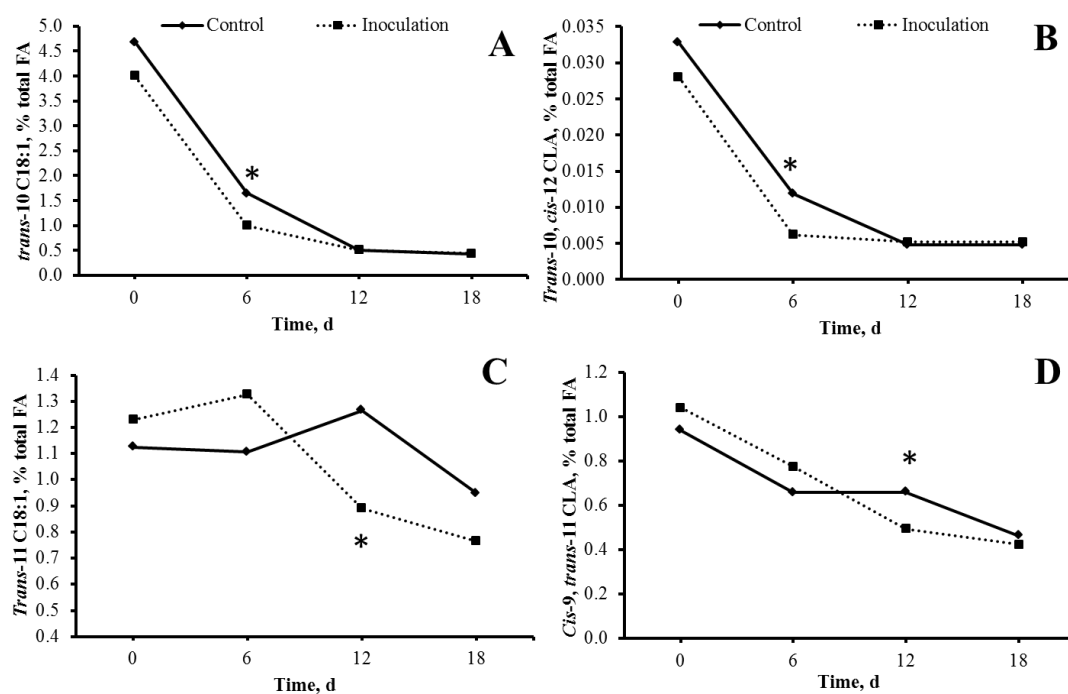 Control Inoculation
A
trans-10 C18:1, % total FA
5.0
4.5
4.0
3.5
3.0
2.5
2.0
1.5
1.0
0.5
0.0
*
0 6 12 18
Time, d
Control Inoculation
B
Trans-10, cis-12 CLA, % total FA
0.035
0.030
0.025
0.020
0.015
0.010
0.005
0.000
*
0 6 12 18
Time, d
C
Trans-11 C18:1, % total FA
1.4
1.3
1.2
1.1
1.0
0.9
0.8
0.7
0.6
0.5
0.4
*
0 6 12 18
Time, d
D
Cis-9, trans-11 CLA, % total FA
1.2
1.0
0.8
0.6
0.4
0.2
0.0
*
0 6 12 18
Time, d